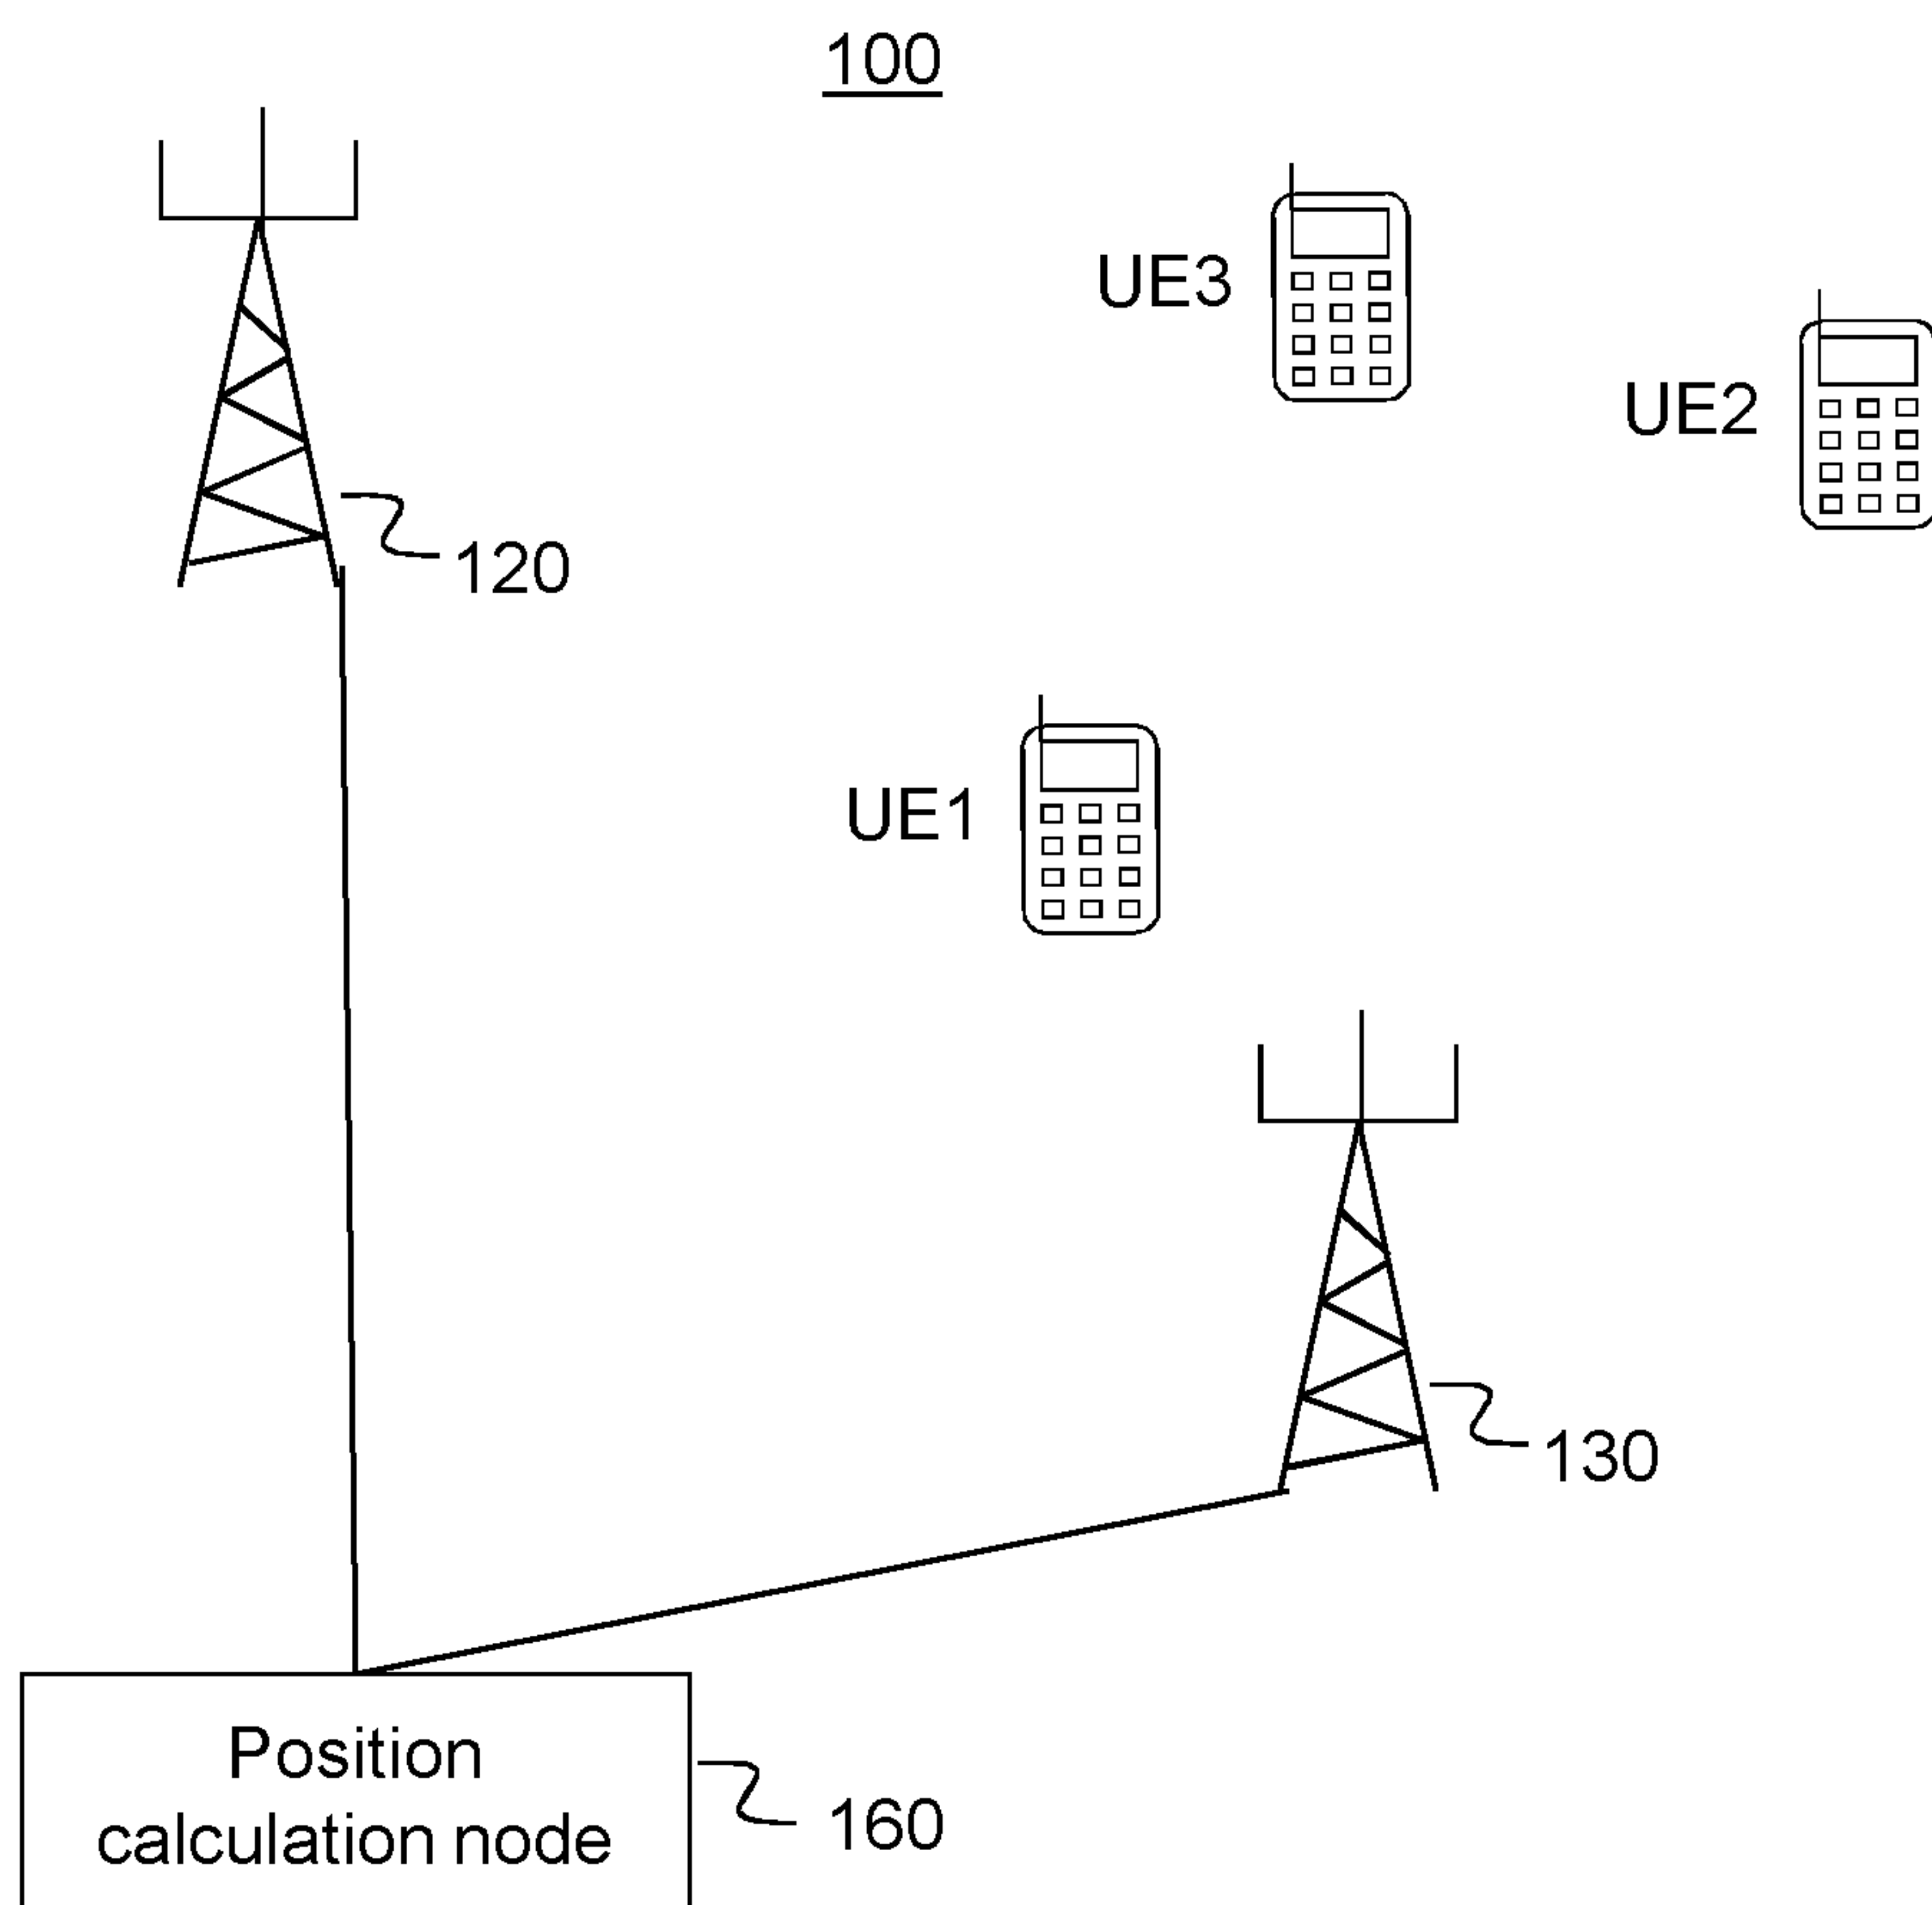 100
UE3
UE2
120
UE1
130
Position
calculation node
160